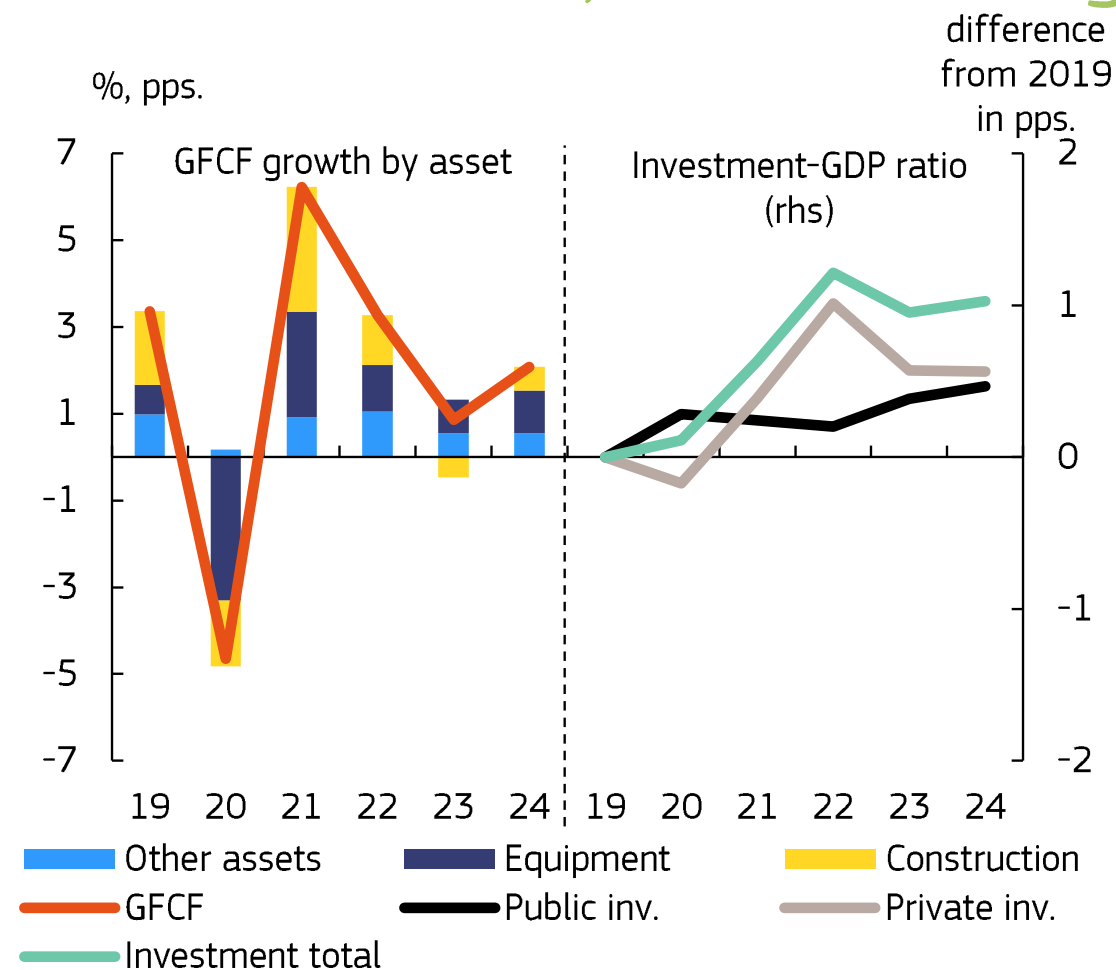 difference
from 2019
in pps.
%, pps.
GFCF growth by asset
Investment-GDP ratio
(rhs)
7
5
3
1
-1
-3
-5
-7
2
1
0
-1
-2
19 20 21 22 23 24 19 20 21 22 23 24
Other assets Equipment Construction
GFCF Public inv. Private inv.
Investment total